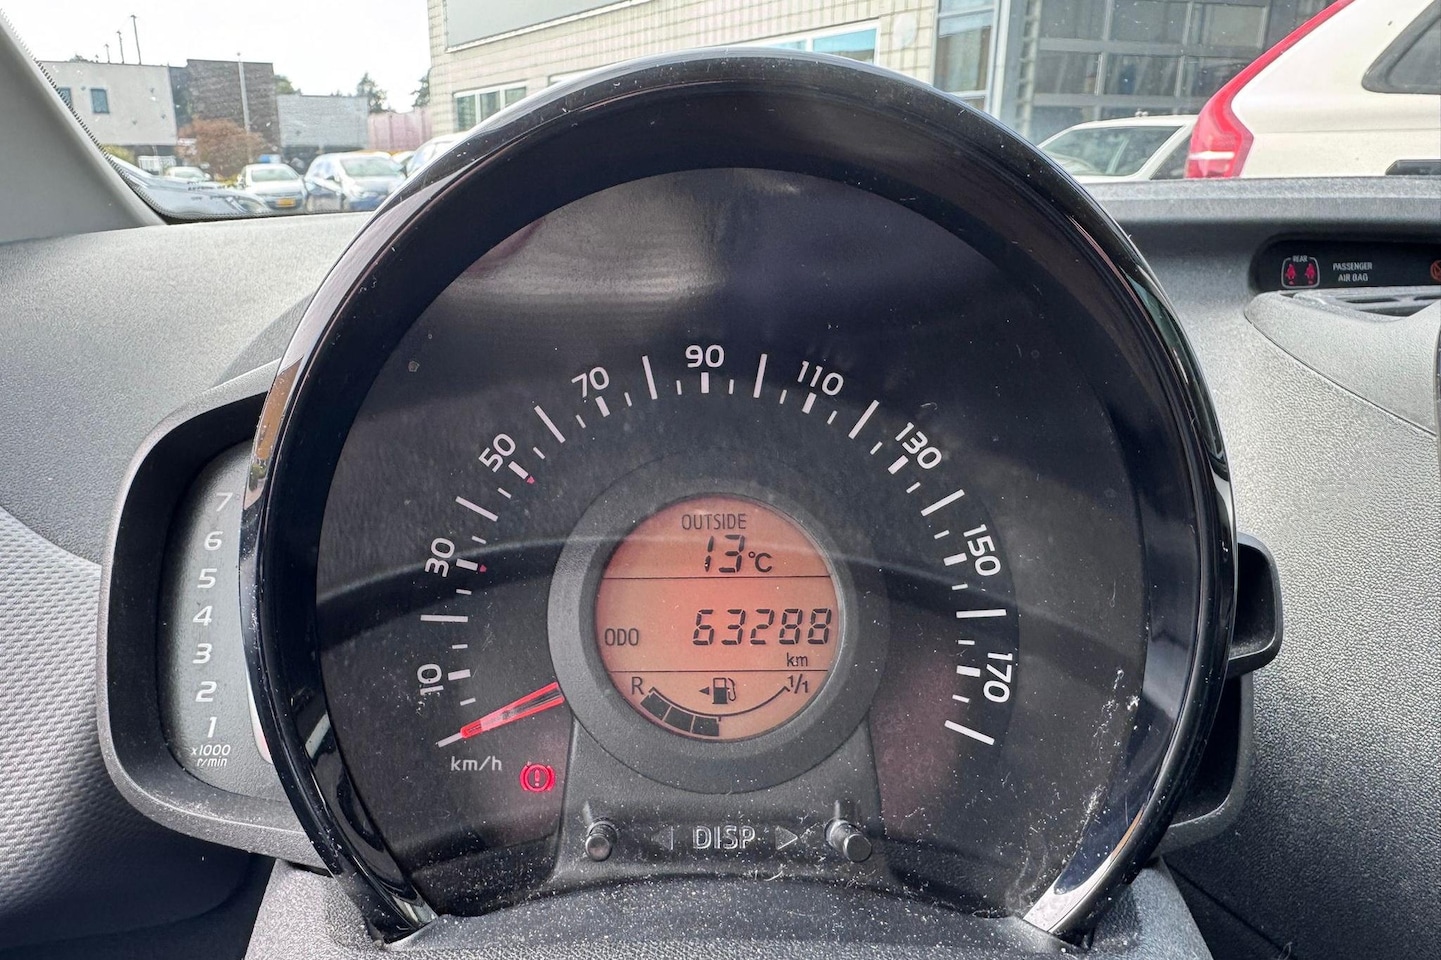 REAR
PASSENGER
AIR BAG
10
30
50
70
90
110
130
150
170
km/h
7
6
5
4
3
2
1
x1000
r/min
OUTSIDE
13°C
ODO 63288
km
R 1/1
DISP